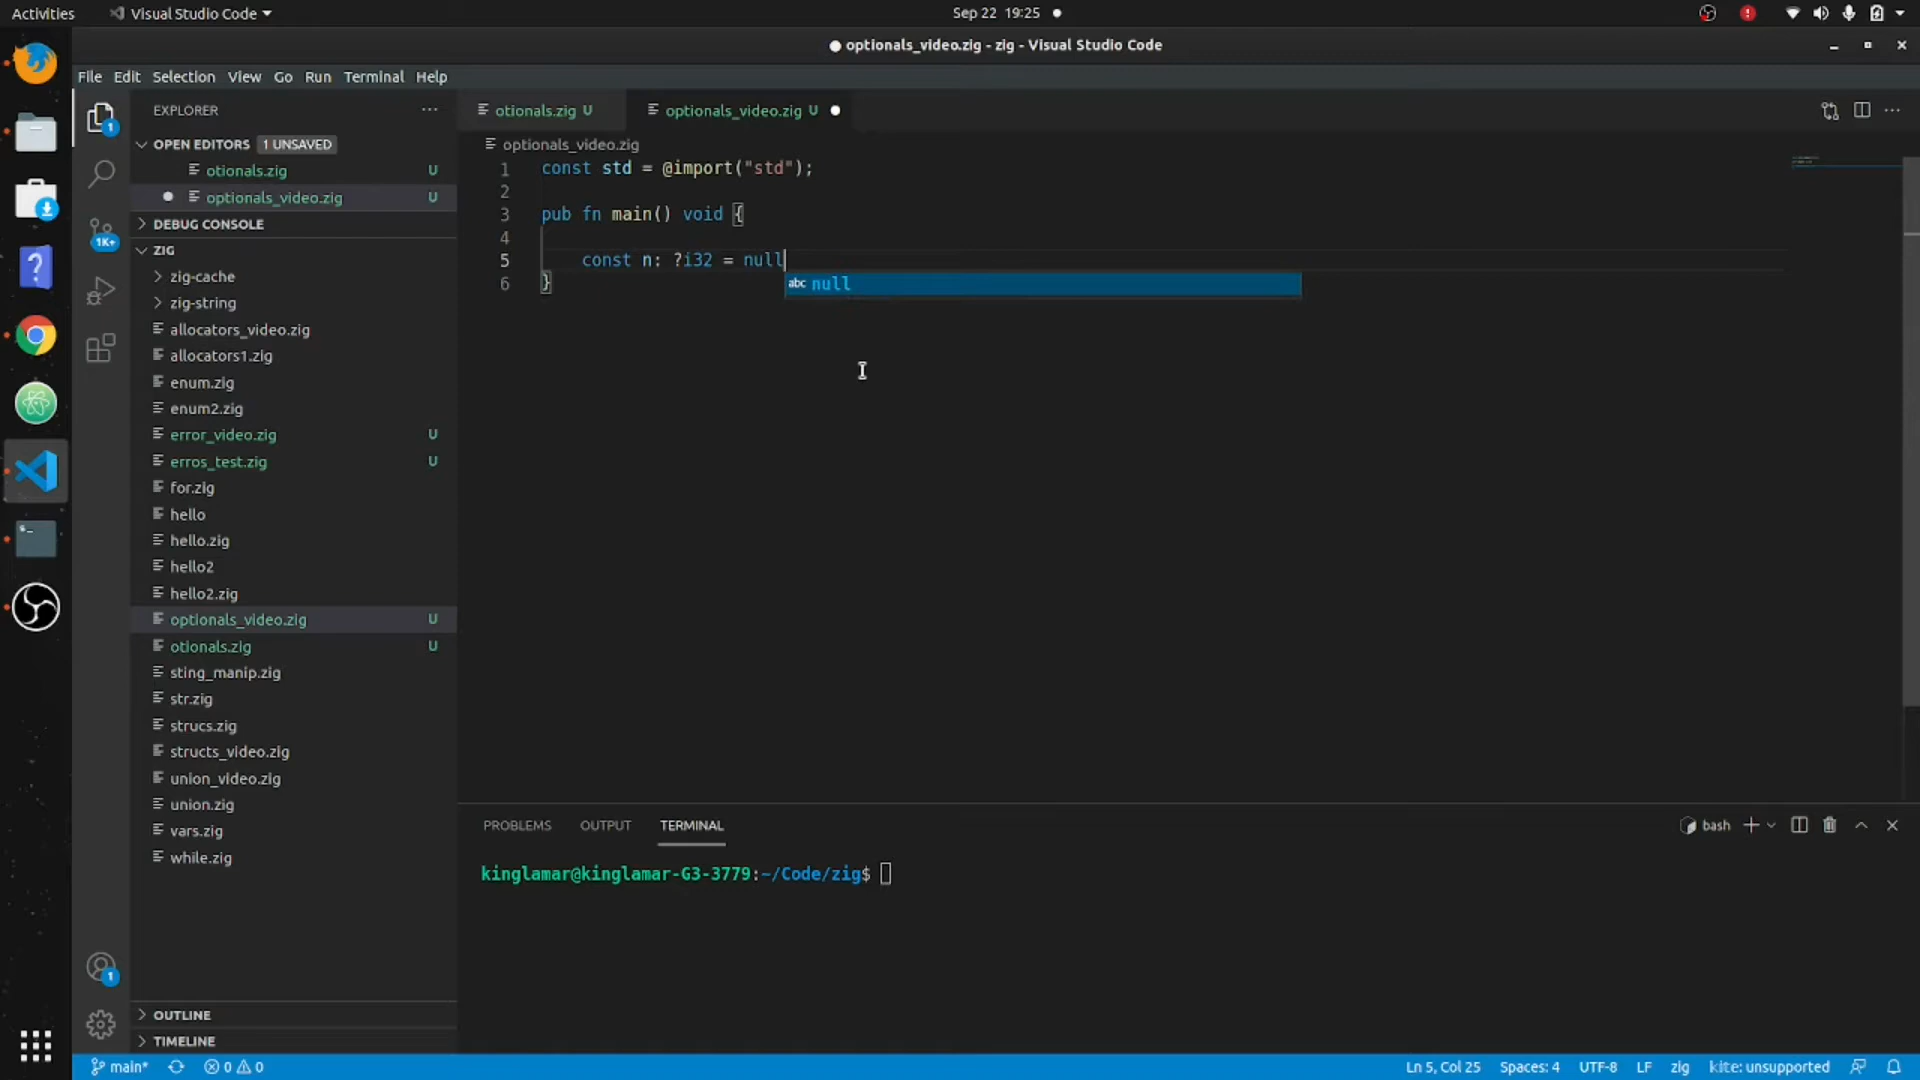 Activities
Visual Studio Code
Sep 22 19:25
optionals_video.zig - zig - Visual Studio Code
File Edit Selection View Go Run Terminal Help
EXPLORER
OPEN EDITORS 1 UNSAVED
otionals.zig U
optionals_video.zig U
DEBUG CONSOLE
ZIG
zig-cache
zig-string
allocators_video.zig
allocators1.zig
enum.zig
enum2.zig
error_video.zig U
erros_test.zig U
for.zig
hello
hello.zig
hello2
hello2.zig
optionals_video.zig U
otionals.zig U
sting_manip.zig
str.zig
strucs.zig
structs_video.zig
union_video.zig
union.zig
vars.zig
while.zig
OUTLINE
TIMELINE
1
1K+
1
otionals.zig U
optionals_video.zig U
optionals_video.zig
1 const std = @import("std");
2
3 pub fn main() void {
4
5 const n: ?i32 = null
6 }
abc null
PROBLEMS OUTPUT TERMINAL
bash
kinglamar@kinglamar-G3-3779:~/Code/zig$
main* 0 0
Ln 5, Col 25 Spaces: 4 UTF-8 LF zig kite: unsupported